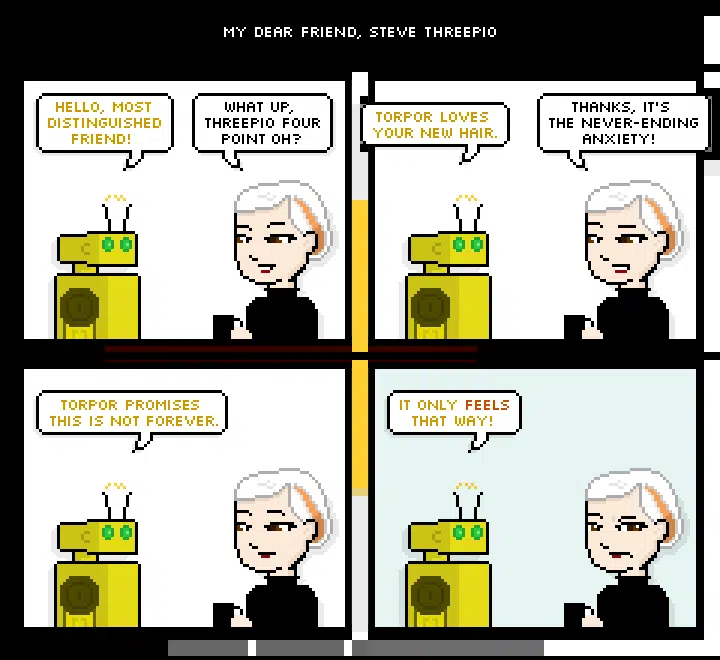 MY DEAR FRIEND, STEVE THREEPIO
HELLO, MOST
DISTINGUISHED
FRIEND!
WHAT UP,
THREEPIO FOUR
POINT OH?
TORPOR LOVES
YOUR NEW HAIR.
THANKS, IT'S
THE NEVER-ENDING
ANXIETY!
TORPOR PROMISES
THIS IS NOT FOREVER.
IT ONLY FEELS
THAT WAY!